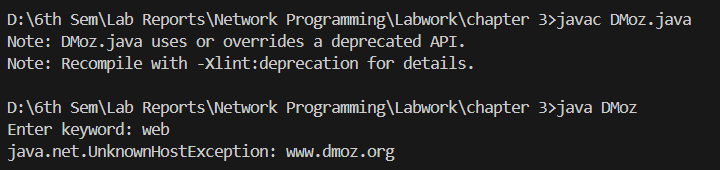 D:\6th Sem\Lab Reports\Network Programming\Labwork\chapter 3>javac DMoz.java
Note: DMoz.java uses or overrides a deprecated API.
Note: Recompile with -Xlint:deprecation for details.
D:\6th Sem\Lab Reports\Network Programming\Labwork\chapter 3>java DMoz
Enter keyword: web
java.net.UnknownHostException: www.dmoz.org